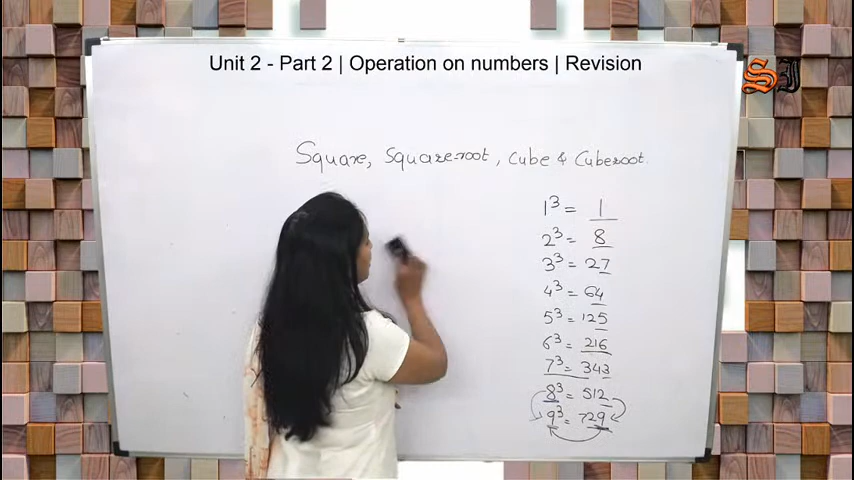 Unit 2 - Part 2 | Operation on numbers | Revision
SJ
Square, Square-root, Cube & Cuberoot.
1³ = 1
2³ = 8
3³ = 27
4³ = 64
5³ = 125
6³ = 216
7³ = 343
8³ = 512
9³ = 729